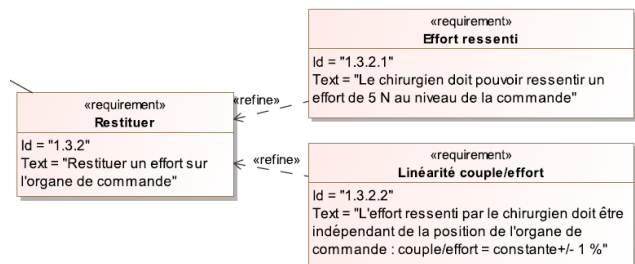 «requirement»
Effort ressenti
Id = "1.3.2.1"
Text = "Le chirurgien doit pouvoir ressentir un
effort de 5 N au niveau de la commande"
«refine»
«requirement»
Restituer
Id = "1.3.2"
Text = "Restituer un effort sur
l'organe de commande"
«refine»
«requirement»
Linéarité couple/effort
Id = "1.3.2.2"
Text = "L'effort ressenti par le chirurgien doit être
indépendant de la position de l'organe de
commande : couple/effort = constante+/- 1 %"